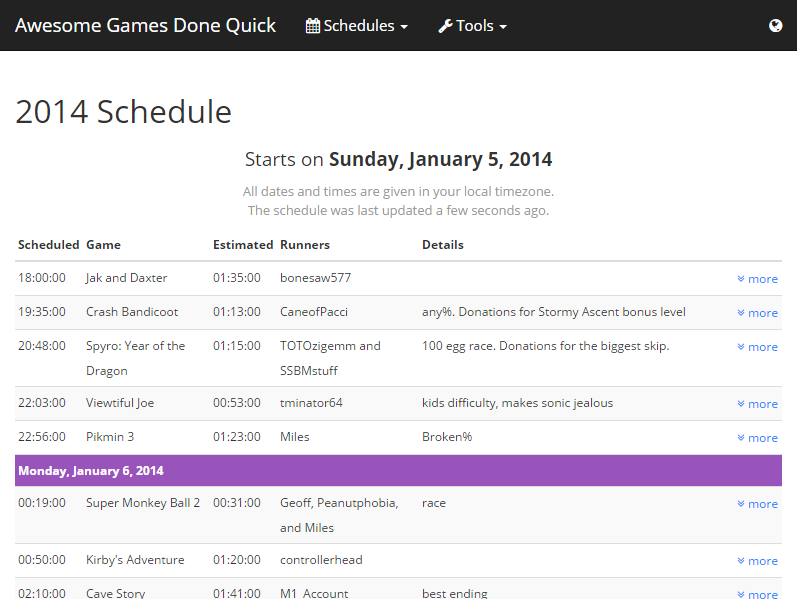 Awesome Games Done Quick Schedules Tools
2014 Schedule
Starts on Sunday, January 5, 2014
All dates and times are given in your local timezone.
The schedule was last updated a few seconds ago.
Scheduled Game Estimated Runners Details
18:00:00 Jak and Daxter 01:35:00 bonesaw577 more
19:35:00 Crash Bandicoot 01:13:00 CaneofPacci any%. Donations for Stormy Ascent bonus level more
20:48:00 Spyro: Year of the 01:15:00 TOTOzigemm and 100 egg race. Donations for the biggest skip. more
Dragon SSBMstuff
22:03:00 Viewtiful Joe 00:53:00 tminator64 kids difficulty, makes sonic jealous more
22:56:00 Pikmin 3 01:23:00 Miles Broken% more
Monday, January 6, 2014
00:19:00 Super Monkey Ball 2 00:31:00 Geoff, Peanutphobia, race more
and Miles
00:50:00 Kirby's Adventure 01:20:00 controllerhead more
02:10:00 Cave Story 01:41:00 M1_Account best ending more